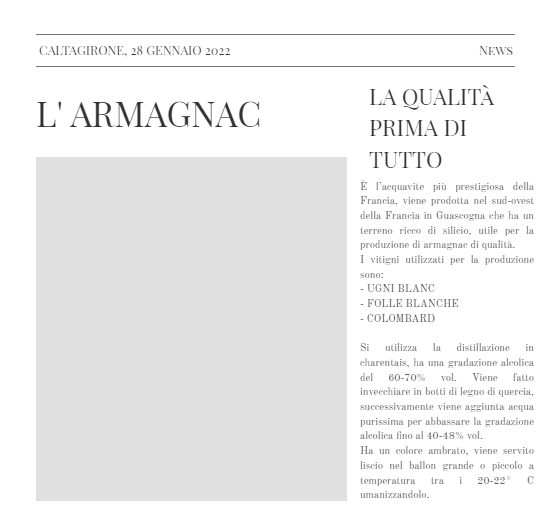 CALTAGIRONE, 28 GENNAIO 2022
NEWS
L' ARMAGNAC
LA QUALITÀ
PRIMA DI
TUTTO
È l'acquavite più prestigiosa della
Francia, viene prodotta nel sud-ovest
della Francia in Guascogna che ha un
terreno ricco di silicio, utile per la
produzione di armagnac di qualità.
I vitigni utilizzati per la produzione
sono:
- UGNI BLANC
- FOLLE BLANCHE
- COLOMBARD
Si utilizza la distillazione in
charentais, ha una gradazione alcolica
del 60-70% vol. Viene fatto
invecchiare in botti di legno di quercia,
successivamente viene aggiunta acqua
purissima per abbassare la gradazione
alcolica fino al 40-48% vol.
Ha un colore ambrato, viene servito
liscio nel ballon grande o piccolo a
temperatura tra i 20-22° C
umanizzandolo.